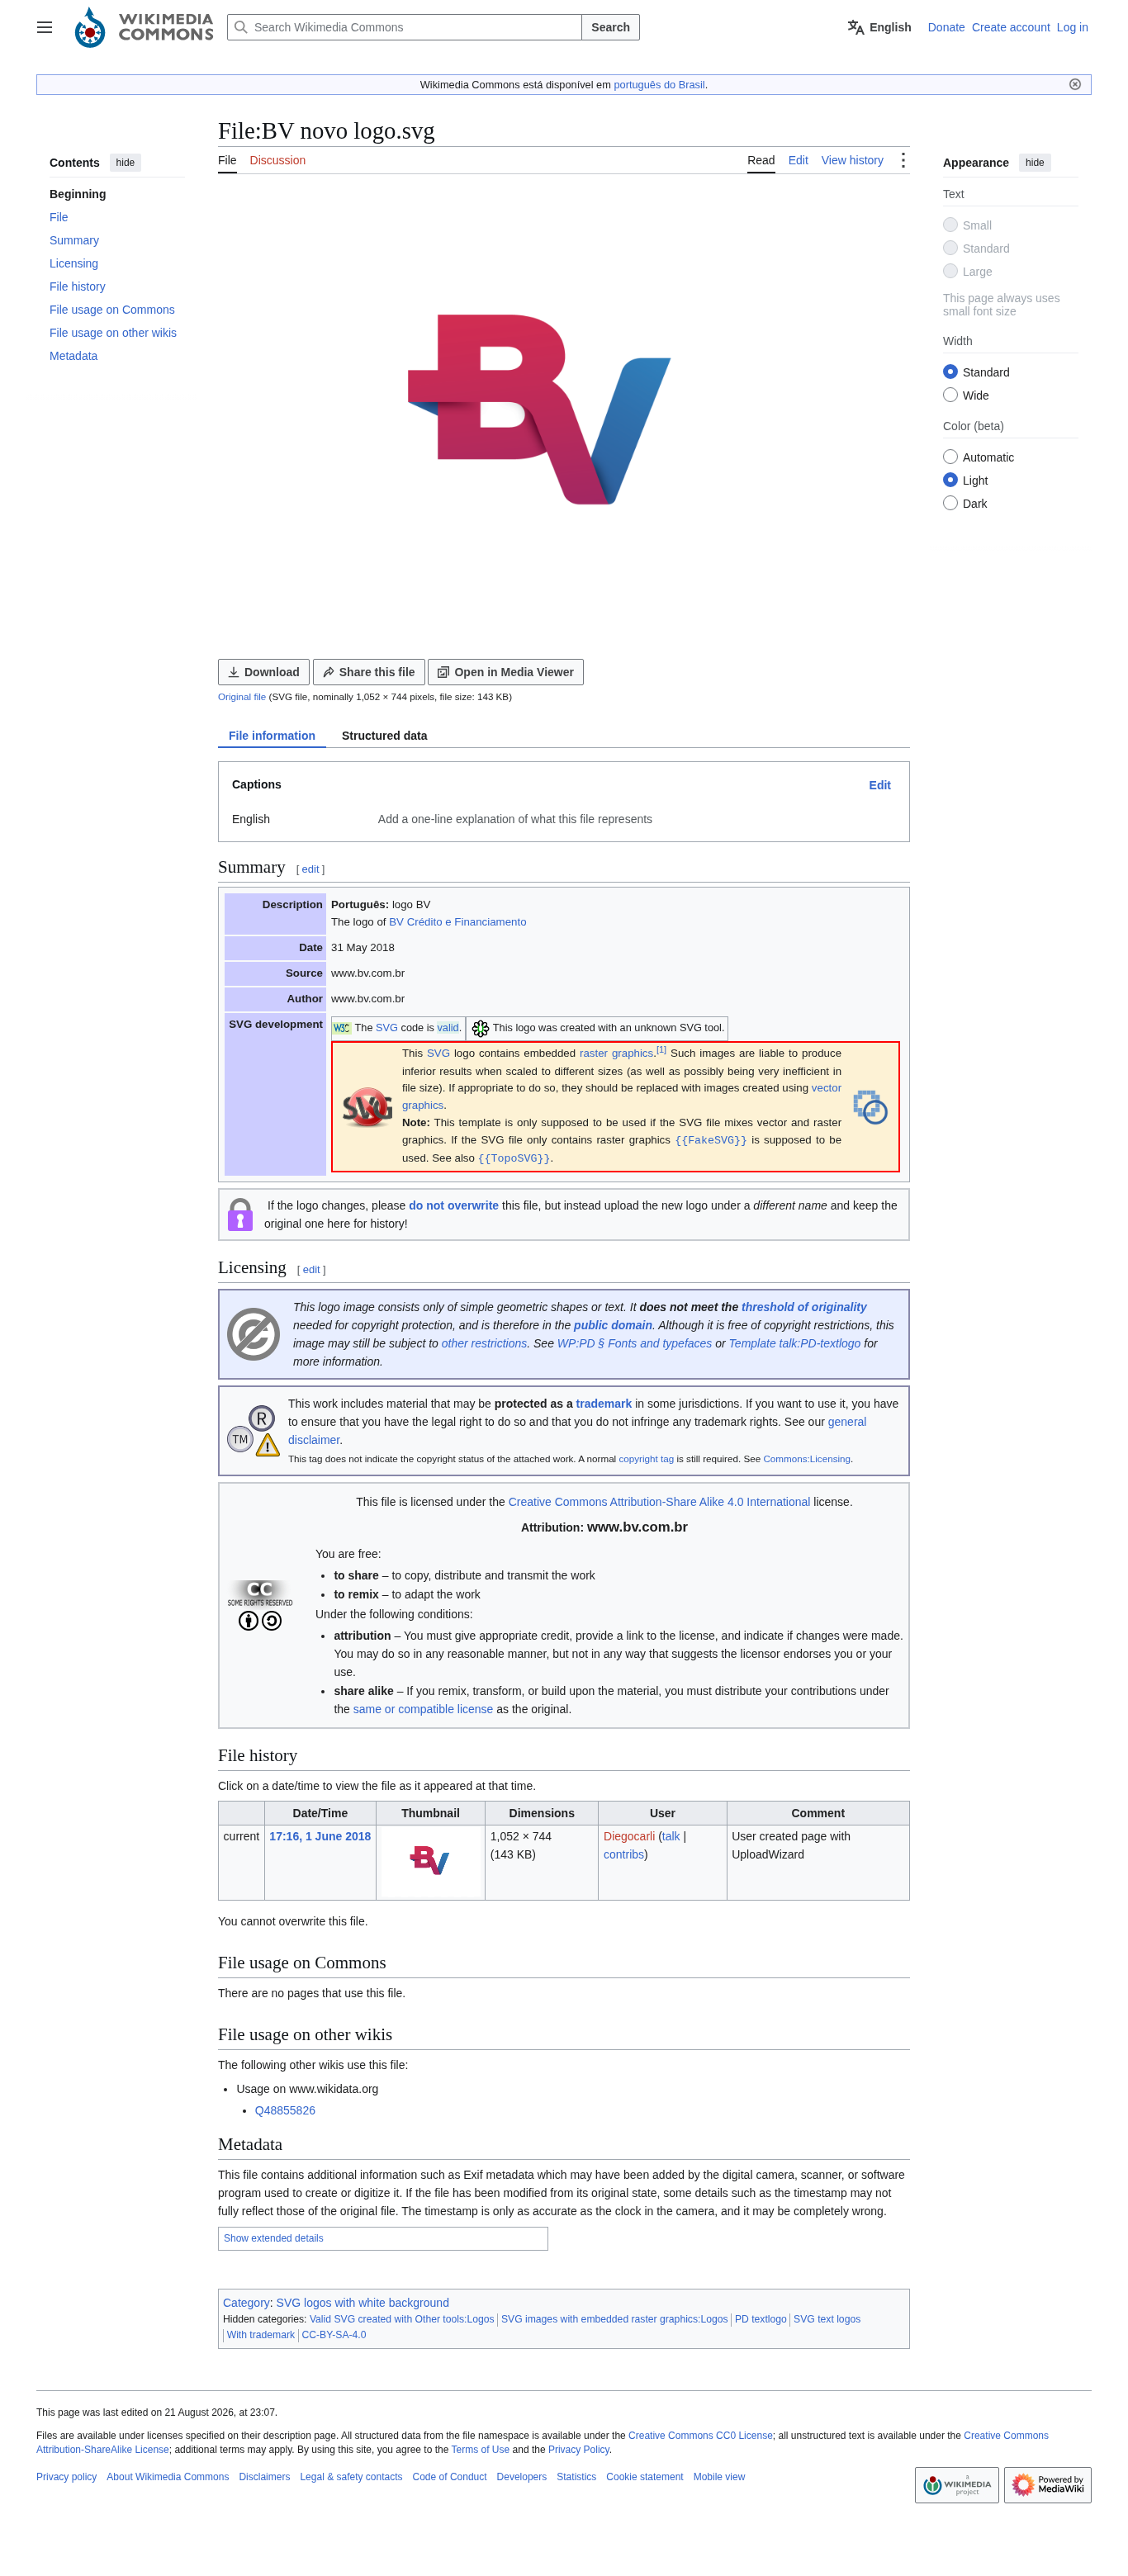 WIKIMEDIA
COMMONS
Search Wikimedia Commons
Search
English
Donate
Create account
Log in
Wikimedia Commons está disponível em português do Brasil.
File:BV novo logo.svg
Contents hide
Beginning
File
Summary
Licensing
File history
File usage on Commons
File usage on other wikis
Metadata
File Discussion
Read Edit View history
Appearance hide
Text
Small
Standard
Large
This page always uses
small font size
Width
Standard
Wide
Color (beta)
Automatic
Light
Dark
BV
Download
Share this file
Open in Media Viewer
Original file (SVG file, nominally 1,052 × 744 pixels, file size: 143 KB)
File information Structured data
Captions Edit
English Add a one-line explanation of what this file represents
Summary [ edit ]
Description Português: logo BV
The logo of BV Crédito e Financiamento
Date 31 May 2018
Source www.bv.com.br
Author www.bv.com.br
SVG development W3C The SVG code is valid. This logo was created with an unknown SVG tool.
This SVG logo contains embedded raster graphics.[1] Such images are liable to produce
inferior results when scaled to different sizes (as well as possibly being very inefficient in
file size). If appropriate to do so, they should be replaced with images created using vector
graphics.
Note: This template is only supposed to be used if the SVG file mixes vector and raster
graphics. If the SVG file only contains raster graphics {{FakeSVG}} is supposed to be
used. See also {{TopoSVG}}.
SVG
If the logo changes, please do not overwrite this file, but instead upload the new logo under a different name and keep the
original one here for history!
Licensing [ edit ]
This logo image consists only of simple geometric shapes or text. It does not meet the threshold of originality
needed for copyright protection, and is therefore in the public domain. Although it is free of copyright restrictions, this
image may still be subject to other restrictions. See WP:PD § Fonts and typefaces or Template talk:PD-textlogo for
more information.
R
TM
!
This work includes material that may be protected as a trademark in some jurisdictions. If you want to use it, you have
to ensure that you have the legal right to do so and that you do not infringe any trademark rights. See our general
disclaimer.
This tag does not indicate the copyright status of the attached work. A normal copyright tag is still required. See Commons:Licensing.
This file is licensed under the Creative Commons Attribution-Share Alike 4.0 International license.
Attribution: www.bv.com.br
CC
SOME RIGHTS RESERVED
You are free:
• to share – to copy, distribute and transmit the work
• to remix – to adapt the work
Under the following conditions:
• attribution – You must give appropriate credit, provide a link to the license, and indicate if changes were made.
You may do so in any reasonable manner, but not in any way that suggests the licensor endorses you or your
use.
• share alike – If you remix, transform, or build upon the material, you must distribute your contributions under
the same or compatible license as the original.
File history
Click on a date/time to view the file as it appeared at that time.
Date/Time Thumbnail Dimensions User Comment
current 17:16, 1 June 2018 BV 1,052 × 744 Diegocarli (talk | User created page with
(143 KB) contribs) UploadWizard
You cannot overwrite this file.
File usage on Commons
There are no pages that use this file.
File usage on other wikis
The following other wikis use this file:
• Usage on www.wikidata.org
• Q48855826
Metadata
This file contains additional information such as Exif metadata which may have been added by the digital camera, scanner, or software
program used to create or digitize it. If the file has been modified from its original state, some details such as the timestamp may not
fully reflect those of the original file. The timestamp is only as accurate as the clock in the camera, and it may be completely wrong.
Show extended details
Category: SVG logos with white background
Hidden categories: Valid SVG created with Other tools:Logos | SVG images with embedded raster graphics:Logos | PD textlogo | SVG text logos
| With trademark | CC-BY-SA-4.0
This page was last edited on 21 August 2026, at 23:07.
Files are available under licenses specified on their description page. All structured data from the file namespace is available under the Creative Commons CC0 License; all unstructured text is available under the Creative Commons
Attribution-ShareAlike License; additional terms may apply. By using this site, you agree to the Terms of Use and the Privacy Policy.
Privacy policy About Wikimedia Commons Disclaimers Legal & safety contacts Code of Conduct Developers Statistics Cookie statement Mobile view
A
WIKIMEDIA
project
Powered by
MediaWiki